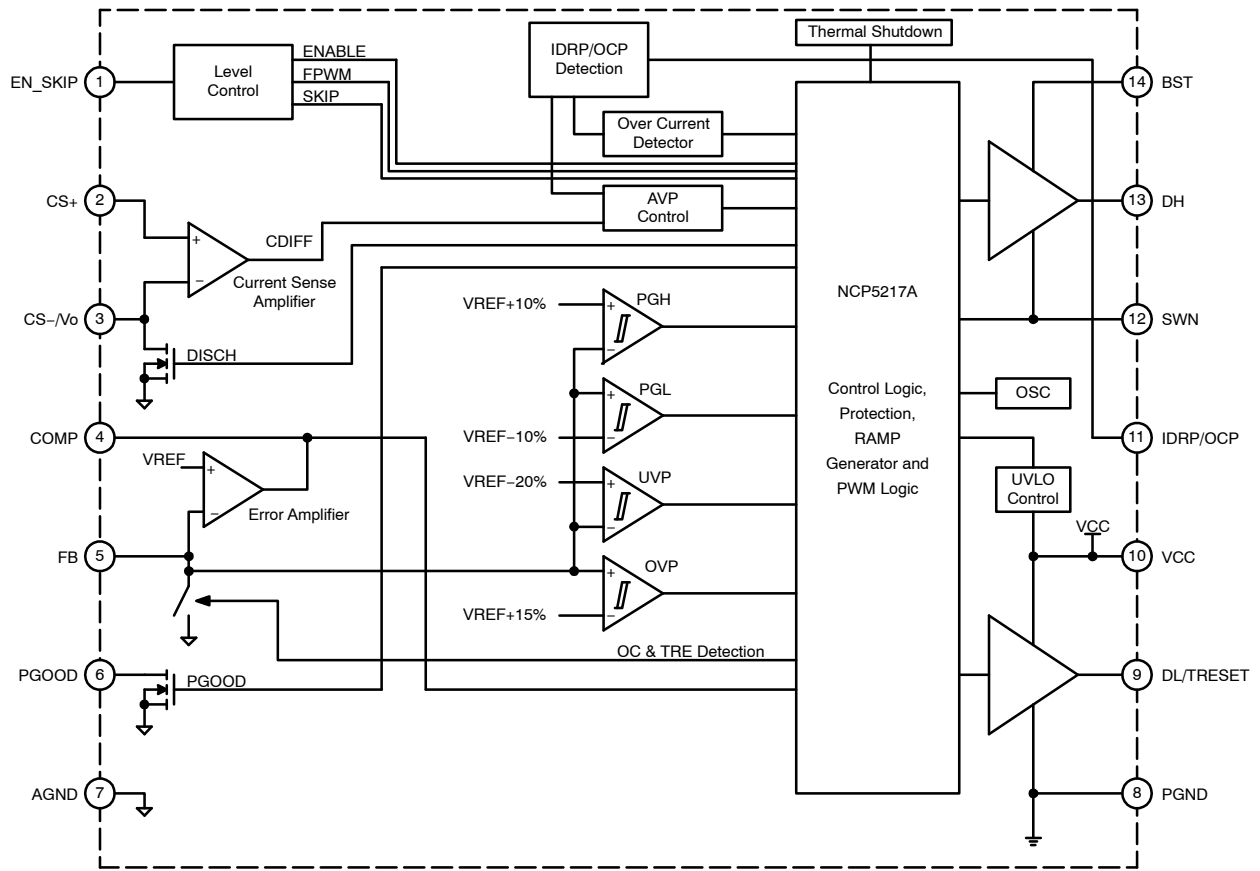 Thermal Shutdown
IDRP/OCP
Detection
ENABLE
FPWM
SKIP
Level
Control
EN_SKIP 1
14 BST
Over Current
Detector
CS+ 2
AVP
Control
13 DH
CDIFF
+
−
Current Sense
Amplifier
NCP5217A
VREF+10%
+
−
PGH
CS−/Vo 3
12 SWN
DISCH
PGL
+
−
VREF−10%
Control Logic,
Protection,
RAMP
Generator and
PWM Logic
OSC
COMP 4
11 IDRP/OCP
VREF
+
−
Error Amplifier
VREF−20%
+
−
UVP
UVLO
Control
VCC
FB 5
10 VCC
OVP
+
−
VREF+15%
OC & TRE Detection
PGOOD 6
PGOOD
9 DL/TRESET
AGND 7
8 PGND